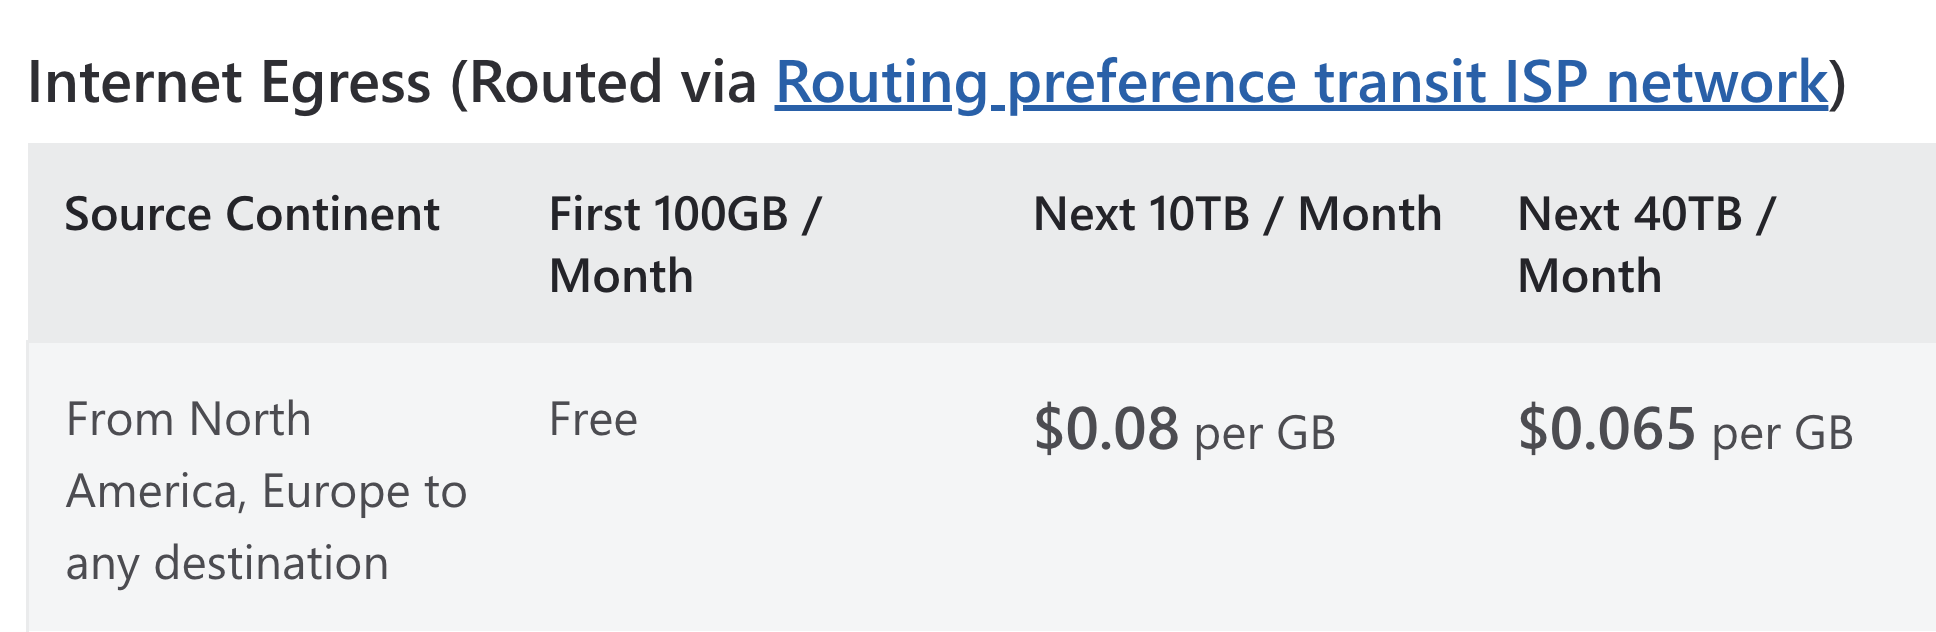 Internet Egress (Routed via Routing preference transit ISP network)
Source Continent
First 100GB /
Month
Next 10TB / Month
Next 40TB /
Month
From North
America, Europe to
any destination
Free
$0.08 per GB
$0.065 per GB